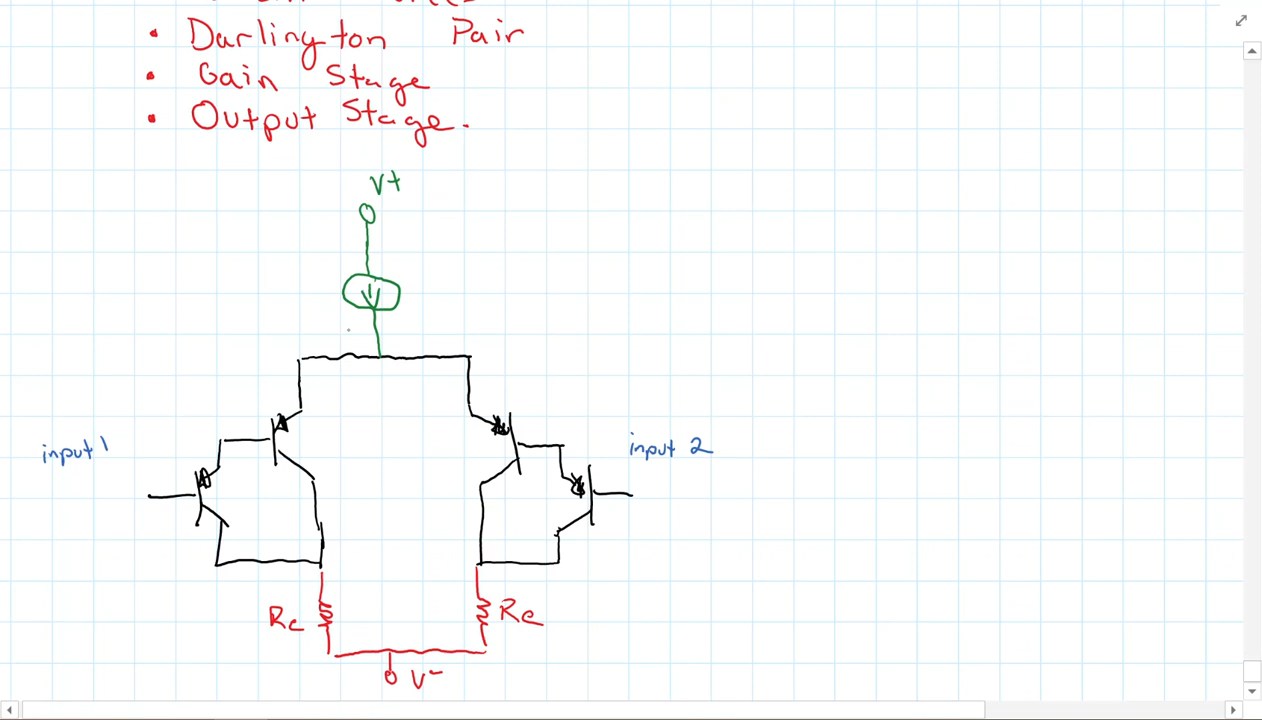 • Darlington Pair
• Gain Stage
• Output Stage.
V+
input 1
input 2
Rc
Rc
V-